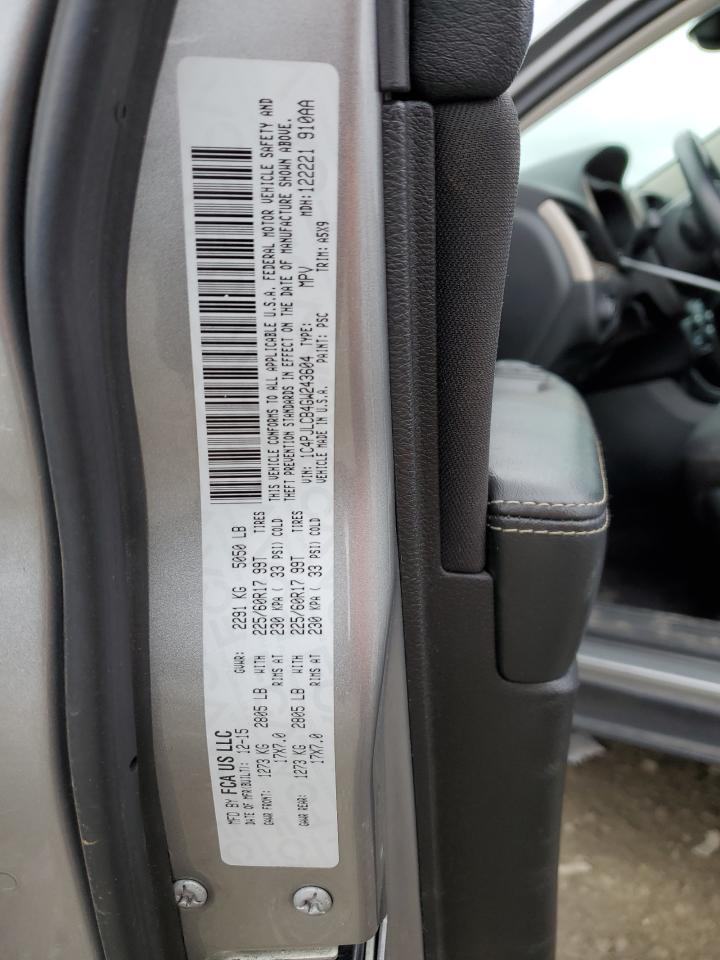 MFD BY FCA US LLC
DATE OF MFR/BUILT: 12-15 GVWR: 2291 KG 5050 LB
GAWR FRONT: 1273 KG 2805 LB WITH 225/60R17 99T TIRES
17X7.0 RIMS AT 230 KPA ( 33 PSI) COLD
GAWR REAR: 1273 KG 2805 LB WITH 225/60R17 99T TIRES
17X7.0 RIMS AT 230 KPA ( 33 PSI) COLD
THIS VEHICLE CONFORMS TO ALL APPLICABLE U.S.A. FEDERAL MOTOR VEHICLE SAFETY AND
THEFT PREVENTION STANDARDS IN EFFECT ON THE DATE OF MANUFACTURE SHOWN ABOVE.
VIN: 1C4PJLCB4GW243604 TYPE: MPV MDH: 122221 910AA
VEHICLE MADE IN U.S.A. PAINT: PSC TRIM: A5X9